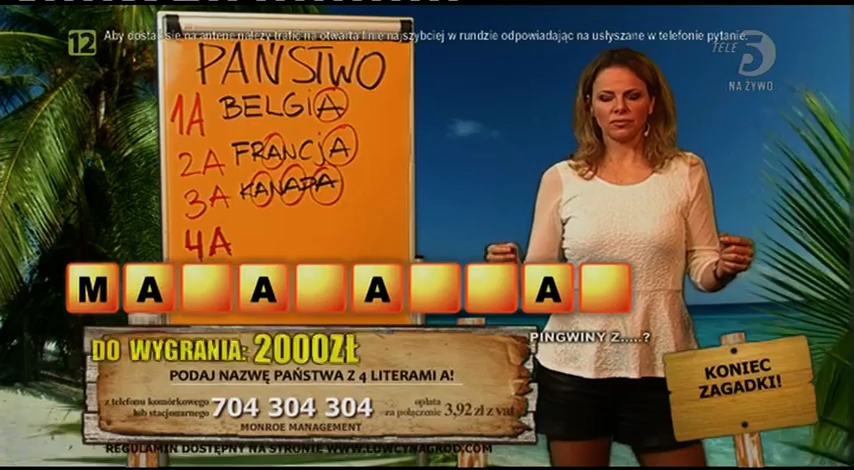 12 Aby dostać się na antenę należy trafić na otwartą linię najszybciej w rundzie odpowiadając na usłyszane w telefonie pytanie.
TELE 5
NA ŻYWO
PAŃSTWO
1A BELGIA
2A FRANCJA
3A KANADA
4A
M A A A A
DO WYGRANIA: 2000ZŁ
PODAJ NAZWĘ PAŃSTWA Z 4 LITERAMI A!
z telefonu komórkowego
lub stacjonarnego
704 304 304
opłata
za połączenie 3,92 zł z vat
MONROE MANAGEMENT
REGULAMIN DOSTĘPNY NA STRONIE WWW.LOWCYNAGROD.COM
PINGWINY Z.....?
KONIEC
ZAGADKI!